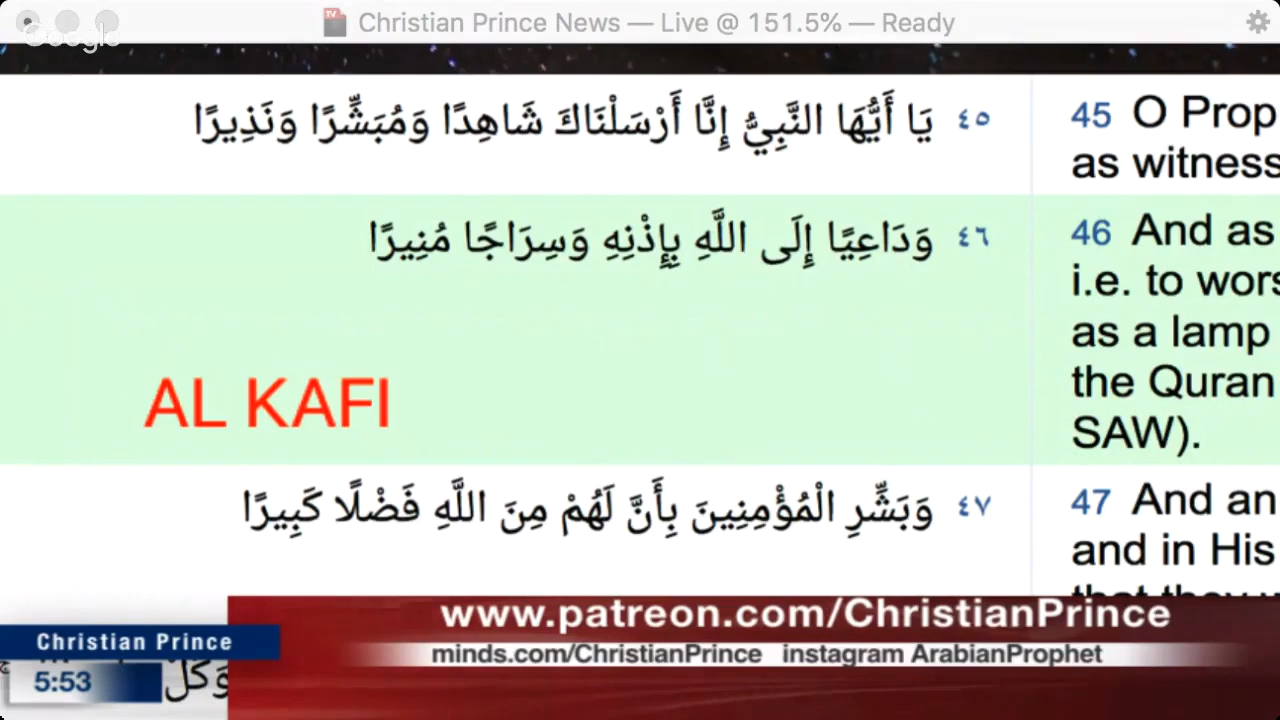 Christian Prince News — Live @ 151.5% — Ready
Google
يَا أَيُّهَا النَّبِيُّ إِنَّا أَرْسَلْنَاكَ شَاهِدًا وَمُبَشِّرًا وَنَذِيرًا ٤٥
45 O Prop
as witness
وَدَاعِيًا إِلَى اللَّهِ بِإِذْنِهِ وَسِرَاجًا مُنِيرًا ٤٦
46 And as
i.e. to wors
as a lamp
the Quran
SAW).
AL KAFI
وَبَشِّرِ الْمُؤْمِنِينَ بِأَنَّ لَهُمْ مِنَ اللَّهِ فَضْلًا كَبِيرًا ٤٧
47 And an
and in His
www.patreon.com/ChristianPrince
Christian Prince
minds.com/ChristianPrince instagram ArabianProphet
5:53